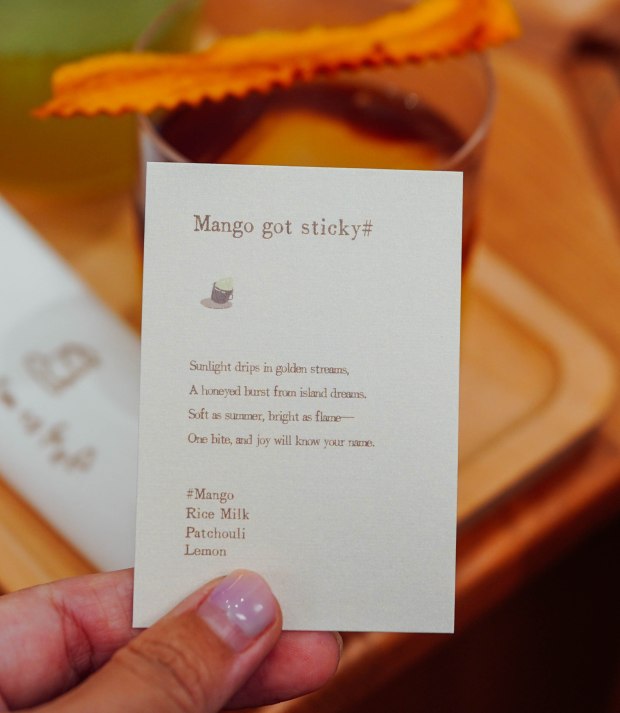 Mango got sticky#
Sunlight drips in golden streams,
A honeyed burst from island dreams.
Soft as summer, bright as flame—
One bite, and joy will know your name.
#Mango
Rice Milk
Patchouli
Lemon